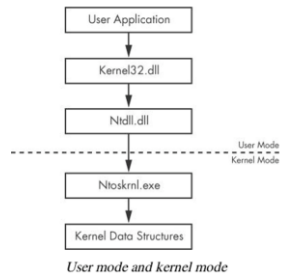 User Application
Kernel32.dll
Ntdll.dll
User Mode
Kernel Mode
Ntoskrnl.exe
Kernel Data Structures
User mode and kernel mode